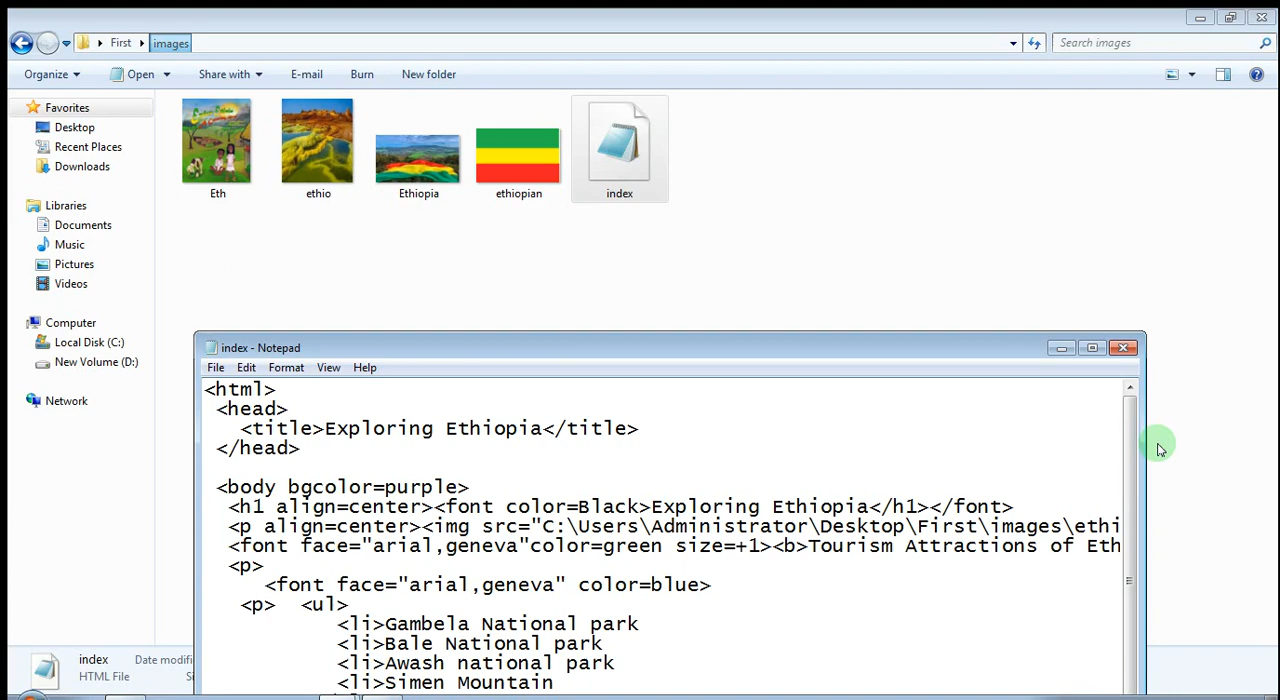 First
images
Search images
Organize
Open
Share with
E-mail
Burn
New folder
Favorites
Desktop
Recent Places
Downloads
Libraries
Documents
Music
Pictures
Videos
Computer
Local Disk (C:)
New Volume (D:)
Network
Eth
ethio
Ethiopia
ethiopian
index
index - Notepad
File Edit Format View Help
<html>
<head>
<title>Exploring Ethiopia</title>
</head>
<body bgcolor=purple>
<h1 align=center><font color=Black>Exploring Ethiopia</h1></font>
<p align=center><img src="C:\Users\Administrator\Desktop\First\images\ethi
<font face="arial,geneva"color=green size=+1><b>Tourism Attractions of Eth
<p>
<font face="arial,geneva" color=blue>
<p> <ul>
<li>Gambela National park
<li>Bale National park
<li>Awash national park
<li>Simen Mountain
index
Date modifi
HTML File
Si